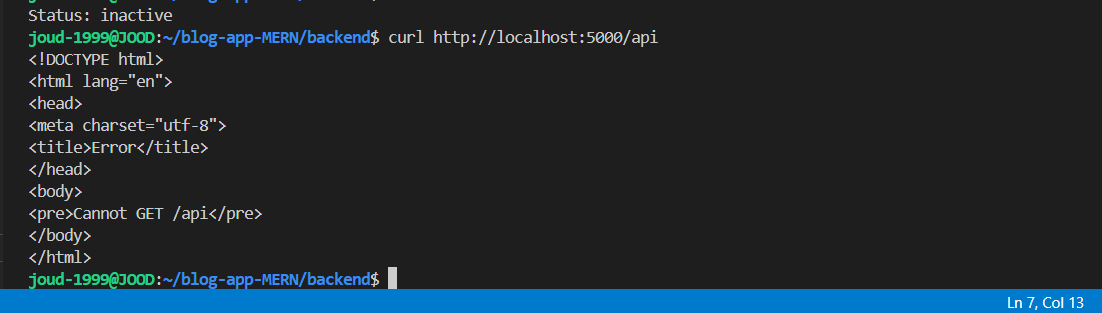 Status: inactive
joud-1999@JOOD:~/blog-app-MERN/backend$ curl http://localhost:5000/api
<!DOCTYPE html>
<html lang="en">
<head>
<meta charset="utf-8">
<title>Error</title>
</head>
<body>
<pre>Cannot GET /api</pre>
</body>
</html>
joud-1999@JOOD:~/blog-app-MERN/backend$
Ln 7, Col 13